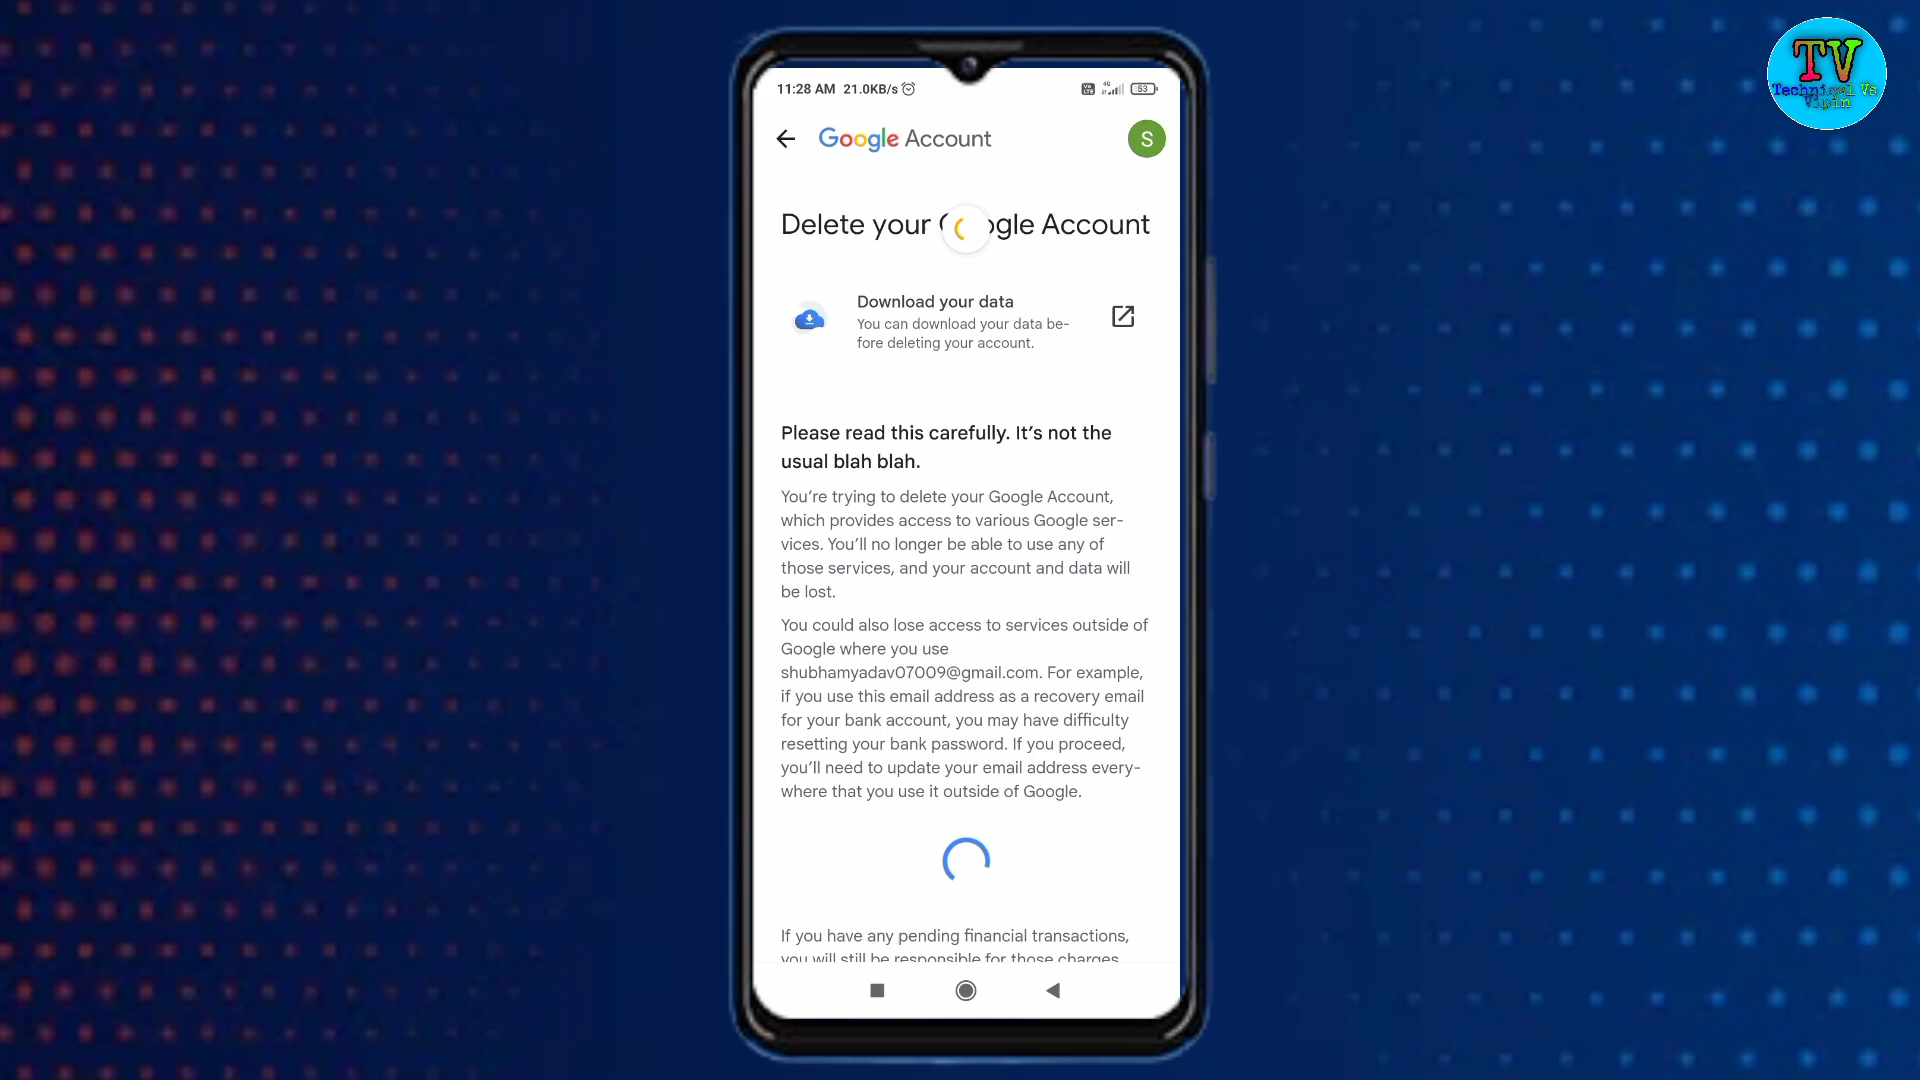 TV
Technical Vs
Vipin
11:28 AM 21.0KB/s
4G
53
Google Account
S
Delete your G ogle Account
Download your data
You can download your data be-
fore deleting your account.
Please read this carefully. It’s not the
usual blah blah.
You’re trying to delete your Google Account,
which provides access to various Google ser-
vices. You’ll no longer be able to use any of
those services, and your account and data will
be lost.
You could also lose access to services outside of
Google where you use
shubhamyadav07009@gmail.com. For example,
if you use this email address as a recovery email
for your bank account, you may have difficulty
resetting your bank password. If you proceed,
you’ll need to update your email address every-
where that you use it outside of Google.
If you have any pending financial transactions,
you will still be responsible for those charges